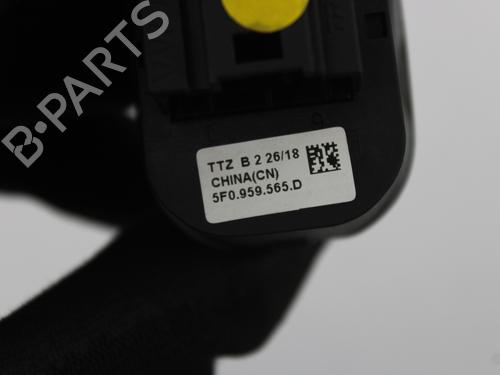 TTZ B 2 26/18
CHINA(CN)
5F0.959.565.D
B-PARTS